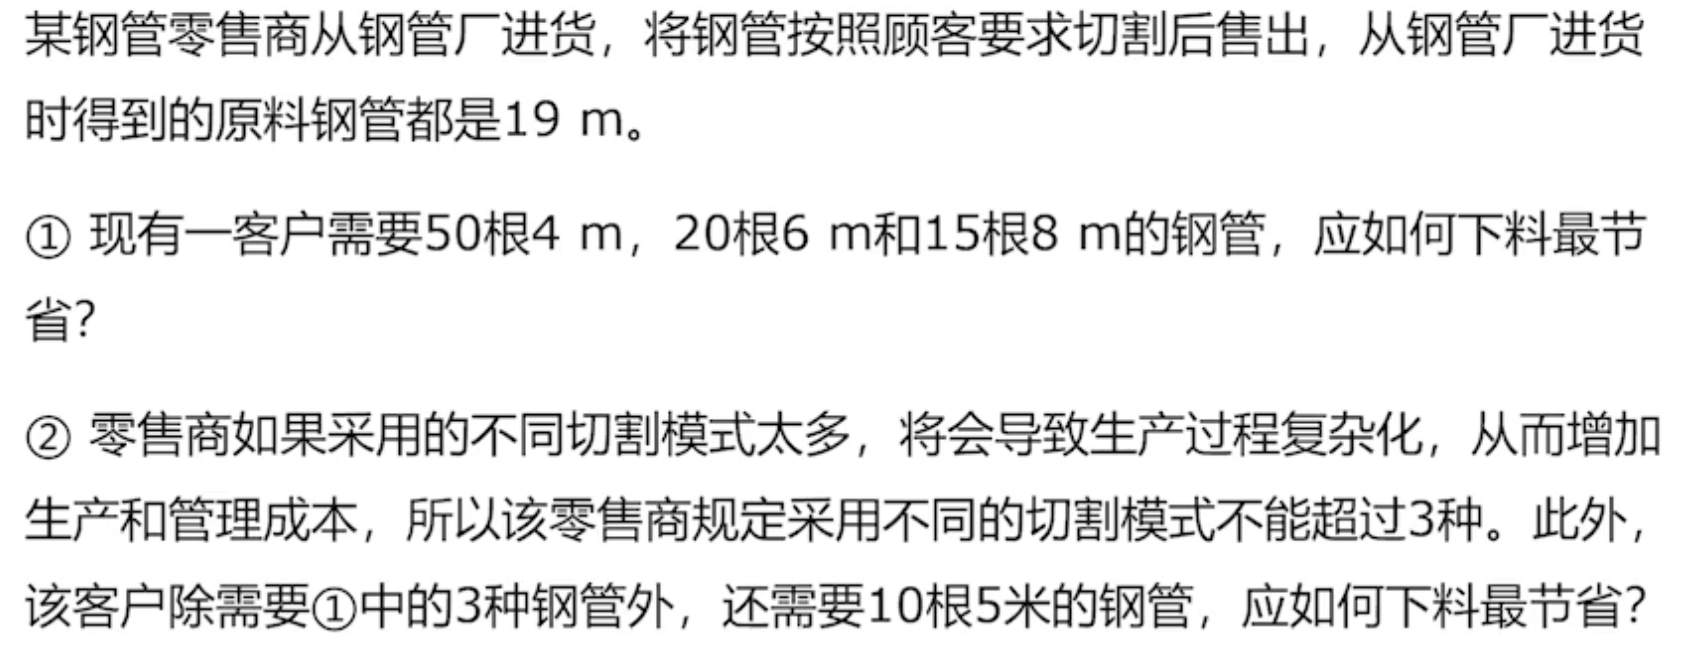 某钢管零售商从钢管厂进货，将钢管按照顾客要求切割后售出，从钢管厂进货
时得到的原料钢管都是19 m。
① 现有一客户需要50根4 m，20根6 m和15根8 m的钢管，应如何下料最节
省？
② 零售商如果采用的不同切割模式太多，将会导致生产过程复杂化，从而增加
生产和管理成本，所以该零售商规定采用不同的切割模式不能超过3种。此外，
该客户除需要①中的3种钢管外，还需要10根5米的钢管，应如何下料最节省？